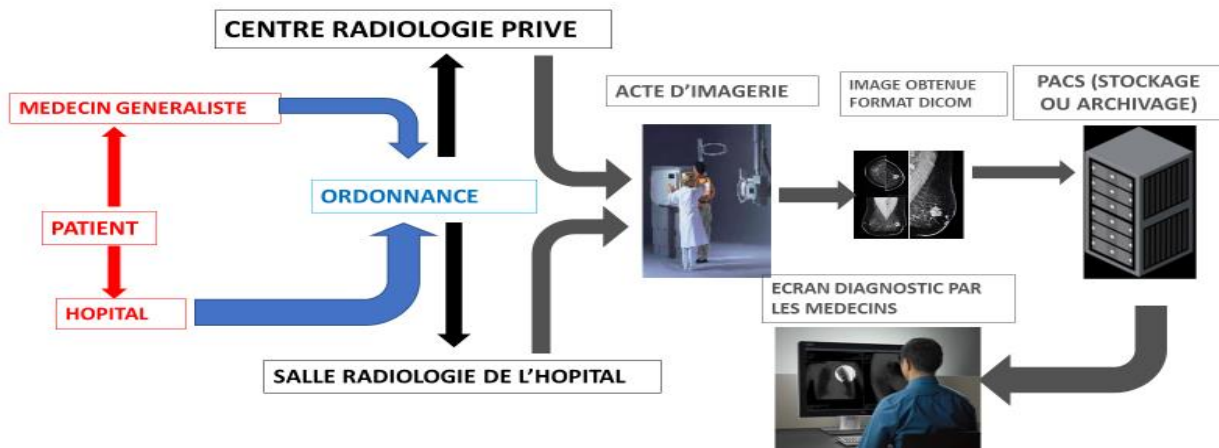 CENTRE RADIOLOGIE PRIVE
MEDECIN GENERALISTE
ORDONNANCE
PATIENT
HOPITAL
SALLE RADIOLOGIE DE L'HOPITAL
ACTE D'IMAGERIE
IMAGE OBTENUE
FORMAT DICOM
PACS (STOCKAGE
OU ARCHIVAGE)
ECRAN DIAGNOSTIC PAR
LES MEDECINS